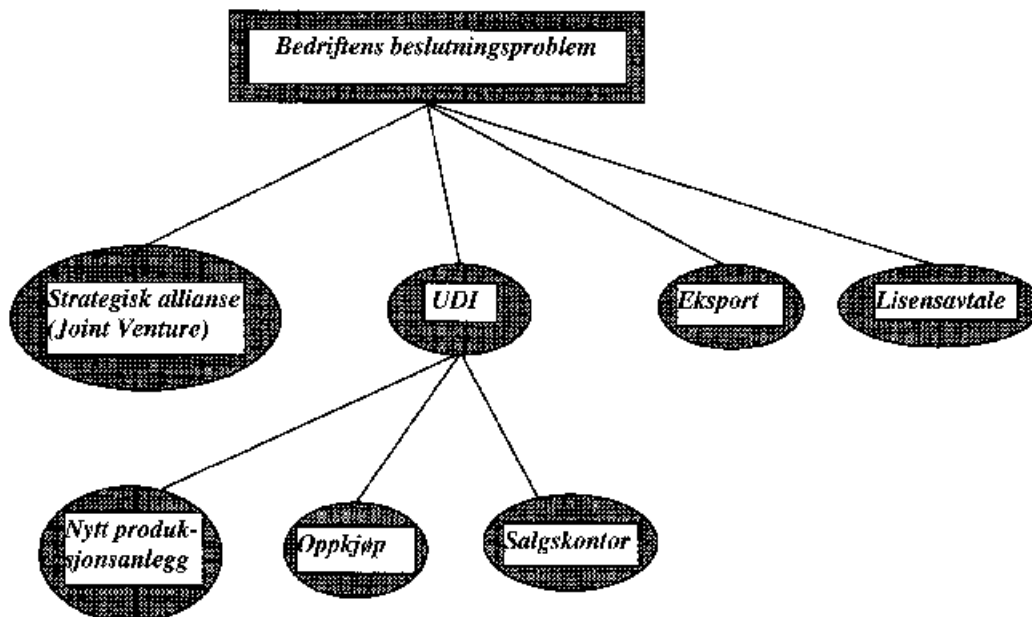 Bedriftens beslutningsproblem
Strategisk allianse
(Joint Venture)
UDI
Eksport
Lisensavtale
Nytt produk-
sjonsanlegg
Oppkjøp
Salgskontor